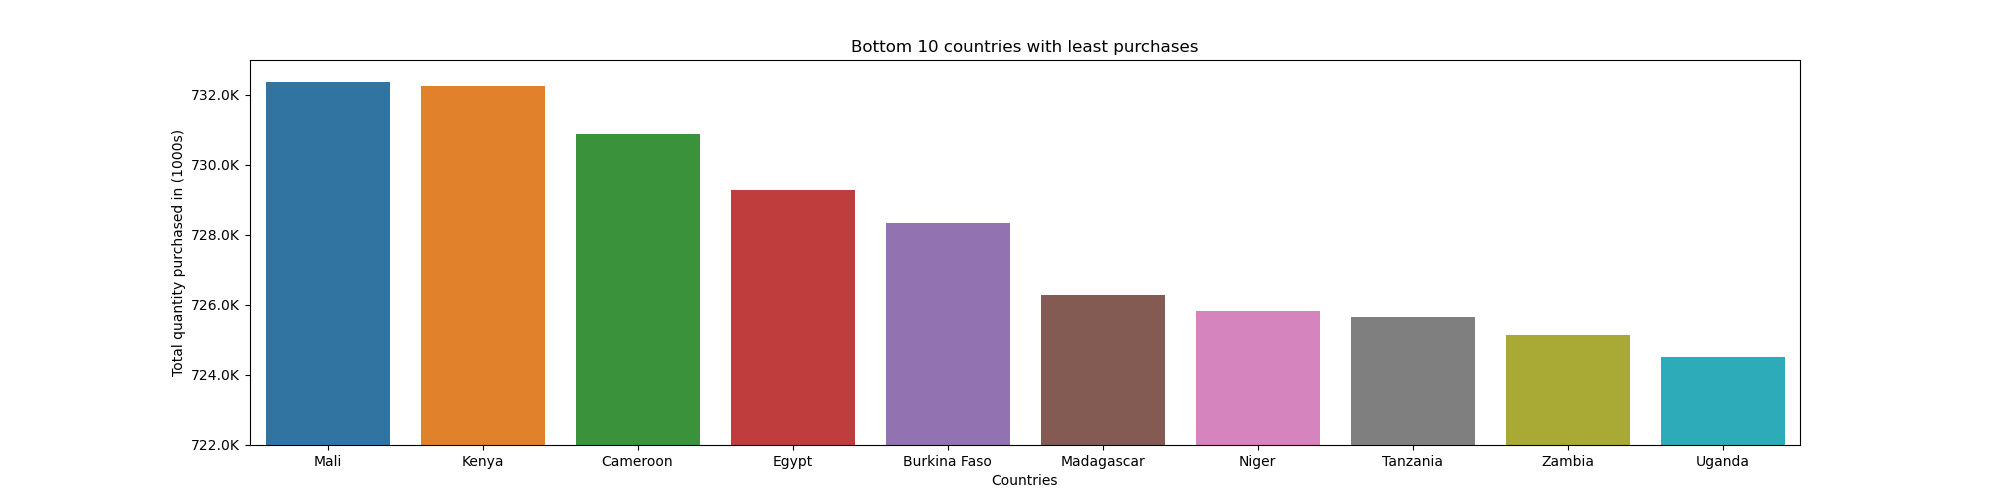 Bottom 10 countries with least purchases
Total quantity purchased in (1000s)
732.0K
730.0K
728.0K
726.0K
724.0K
722.0K
Mali Kenya Cameroon Egypt Burkina Faso Madagascar Niger Tanzania Zambia Uganda
Countries